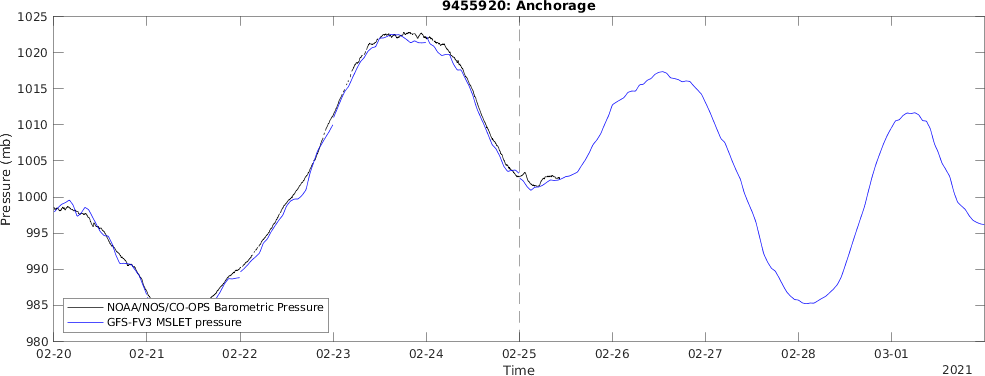 9455920: Anchorage
Pressure (mb)
1025
1020
1015
1010
1005
1000
995
990
985
980
NOAA/NOS/CO-OPS Barometric Pressure
GFS-FV3 MSLET pressure
02-20 02-21 02-22 02-23 02-24 02-25 02-26 02-27 02-28 03-01
Time
2021